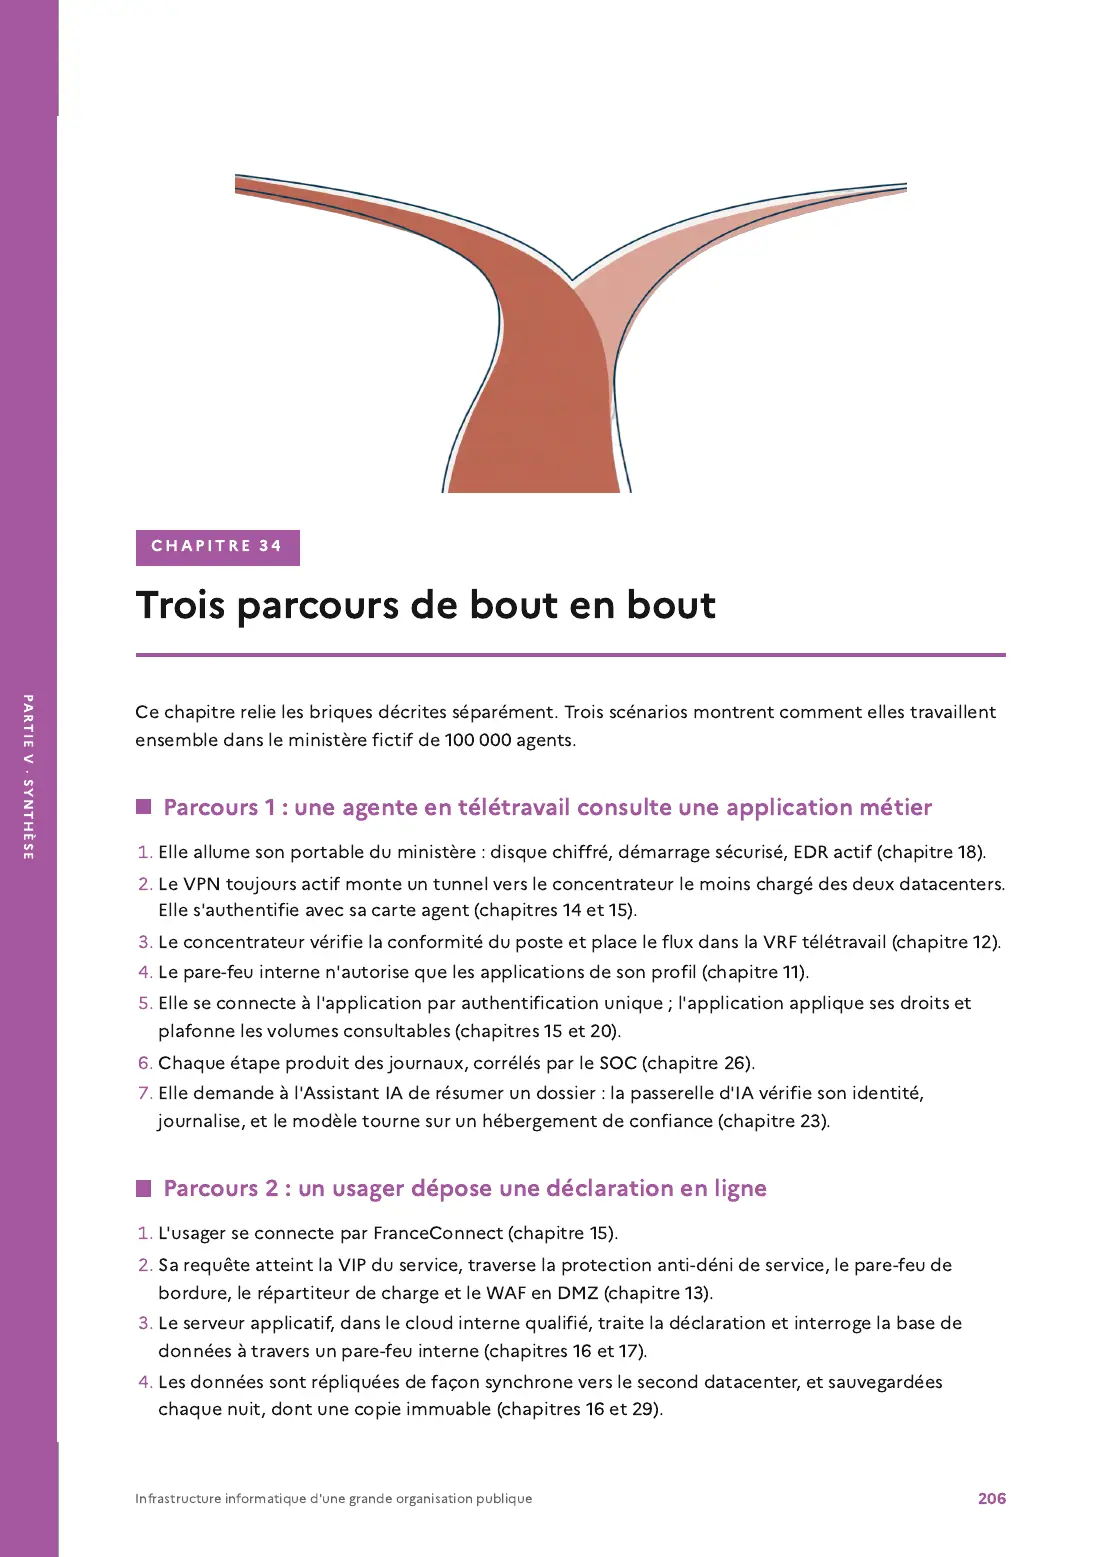 CHAPITRE 34
Trois parcours de bout en bout
PARTIE V · SYNTHÈSE
Ce chapitre relie les briques décrites séparément. Trois scénarios montrent comment elles travaillent
ensemble dans le ministère fictif de 100 000 agents.
Parcours 1 : une agente en télétravail consulte une application métier
1. Elle allume son portable du ministère : disque chiffré, démarrage sécurisé, EDR actif (chapitre 18).
2. Le VPN toujours actif monte un tunnel vers le concentrateur le moins chargé des deux datacenters.
Elle s'authentifie avec sa carte agent (chapitres 14 et 15).
3. Le concentrateur vérifie la conformité du poste et place le flux dans la VRF télétravail (chapitre 12).
4. Le pare-feu interne n'autorise que les applications de son profil (chapitre 11).
5. Elle se connecte à l'application par authentification unique ; l'application applique ses droits et
plafonne les volumes consultables (chapitres 15 et 20).
6. Chaque étape produit des journaux, corrélés par le SOC (chapitre 26).
7. Elle demande à l'Assistant IA de résumer un dossier : la passerelle d'IA vérifie son identité,
journalise, et le modèle tourne sur un hébergement de confiance (chapitre 23).
Parcours 2 : un usager dépose une déclaration en ligne
1. L'usager se connecte par FranceConnect (chapitre 15).
2. Sa requête atteint la VIP du service, traverse la protection anti-déni de service, le pare-feu de
bordure, le répartiteur de charge et le WAF en DMZ (chapitre 13).
3. Le serveur applicatif, dans le cloud interne qualifié, traite la déclaration et interroge la base de
données à travers un pare-feu interne (chapitres 16 et 17).
4. Les données sont répliquées de façon synchrone vers le second datacenter, et sauvegardées
chaque nuit, dont une copie immuable (chapitres 16 et 29).
Infrastructure informatique d'une grande organisation publique
206